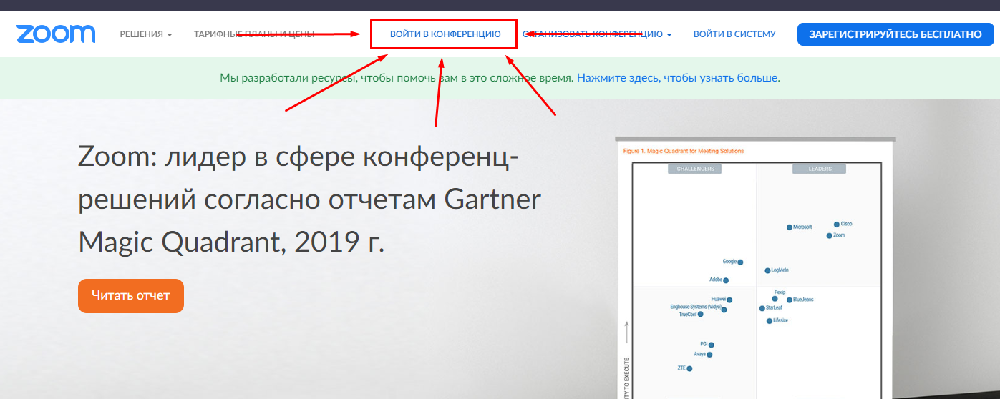 zoom
РЕШЕНИЯ
ТАРИФНЫЕ ПЛАНЫ И ЦЕНЫ
ВОЙТИ В КОНФЕРЕНЦИЮ
ОРГАНИЗОВАТЬ КОНФЕРЕНЦИЮ
ВОЙТИ В СИСТЕМУ
ЗАРЕГИСТРИРУЙТЕСЬ БЕСПЛАТНО
Мы разработали ресурсы, чтобы помочь вам в это сложное время. Нажмите здесь, чтобы узнать больше.
Zoom: лидер в сфере конференц-
решений согласно отчетам Gartner
Magic Quadrant, 2019 г.
Читать отчет
Figure 1. Magic Quadrant for Meeting Solutions
CHALLENGERS
LEADERS
Microsoft
Cisco
Zoom
Google
LogMeIn
Adobe
Pexip
Huawei
BlueJeans
Enghouse Systems (Vidyo)
StarLeaf
TrueConf
Lifesize
PGi
Avaya
ZTE
ITY TO EXECUTE